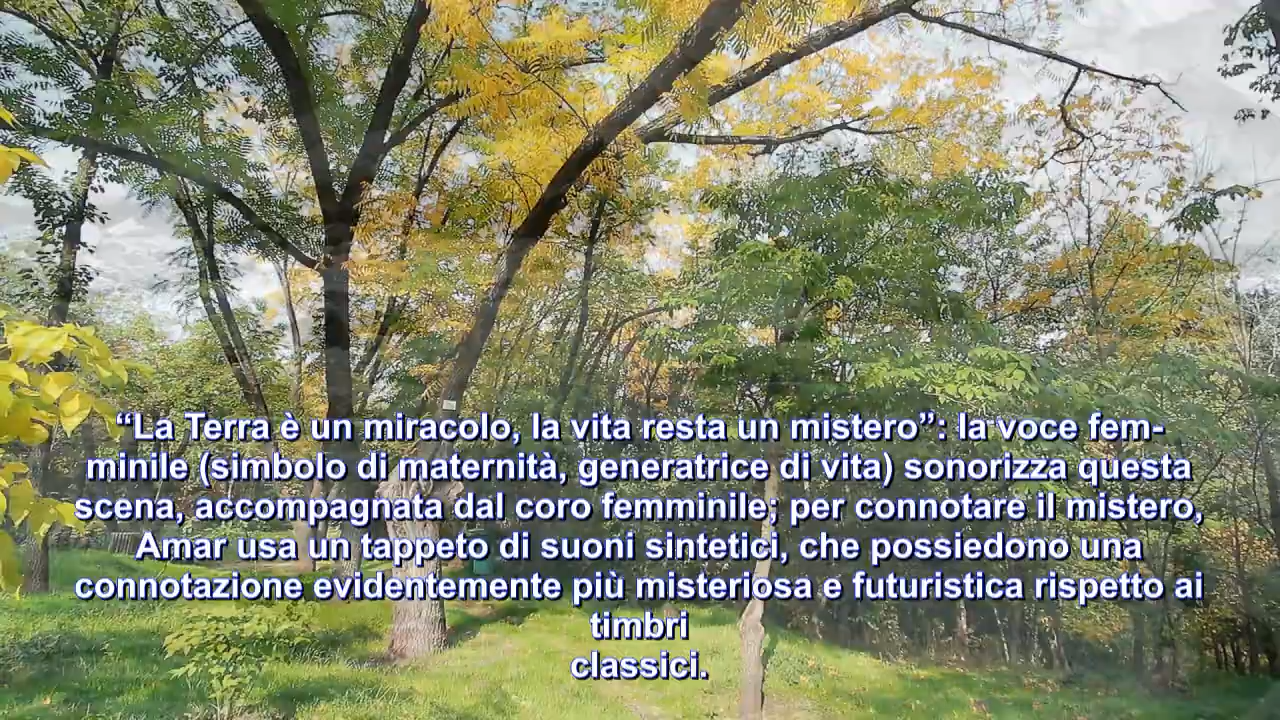 “La Terra è un miracolo, la vita resta un mistero”: la voce fem-
minile (simbolo di maternità, generatrice di vita) sonorizza questa
scena, accompagnata dal coro femminile; per connotare il mistero,
Amar usa un tappeto di suoni sintetici, che possiedono una
connotazione evidentemente più misteriosa e futuristica rispetto ai
timbri
classici.